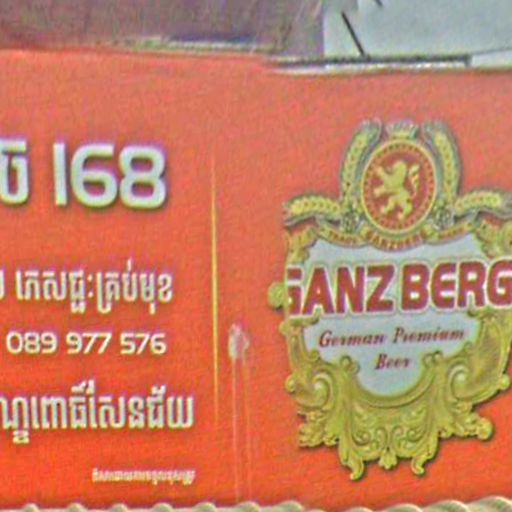 168
ភេសជ្ជៈគ្រប់មុខ
089 977 576
ពោធិ៍សែនជ័យ
GANZBERG
German Premium
Beer